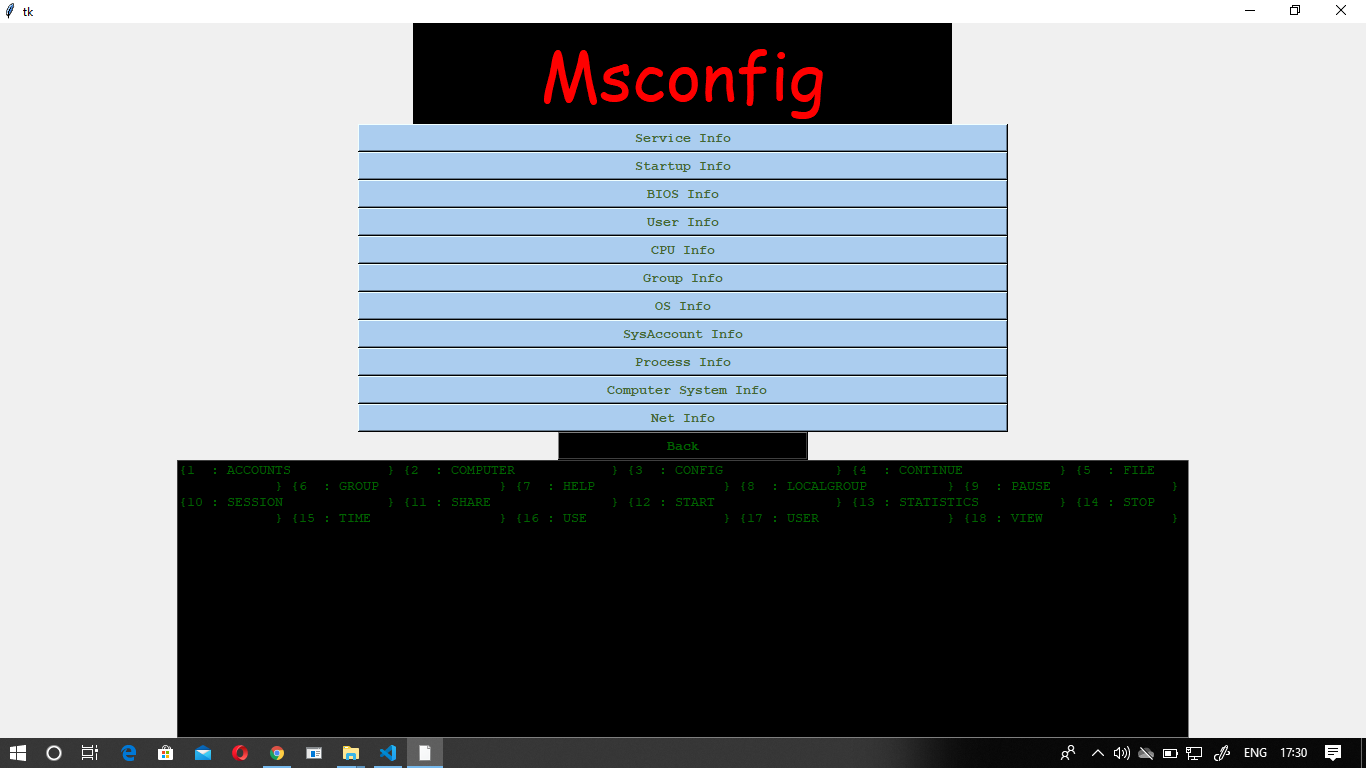 tk
Msconfig
Service Info
Startup Info
BIOS Info
User Info
CPU Info
Group Info
OS Info
SysAccount Info
Process Info
Computer System Info
Net Info
Back
{1  : ACCOUNTS            } {2  : COMPUTER            } {3  : CONFIG              } {4  : CONTINUE            } {5  : FILE
            } {6  : GROUP               } {7  : HELP                } {8  : LOCALGROUP          } {9  : PAUSE               }
{10 : SESSION             } {11 : SHARE               } {12 : START               } {13 : STATISTICS          } {14 : STOP
            } {15 : TIME                } {16 : USE                 } {17 : USER                } {18 : VIEW                }
ENG 17:30